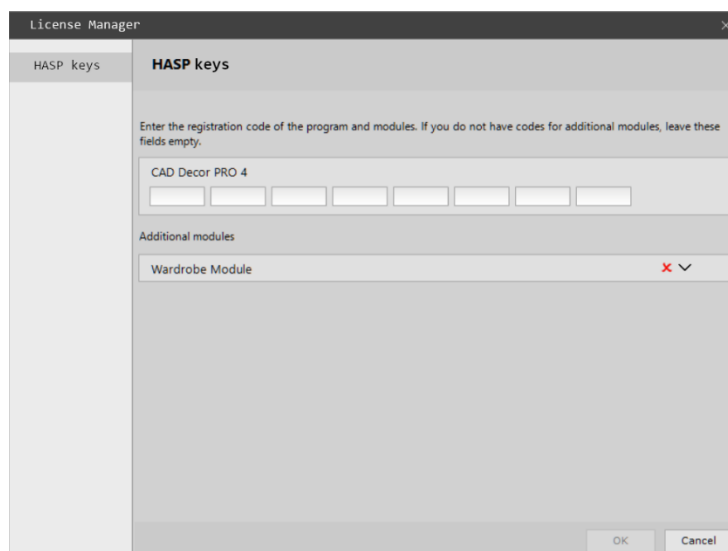 License Manager
HASP keys
HASP keys
Enter the registration code of the program and modules. If you do not have codes for additional modules, leave these
fields empty.
CAD Decor PRO 4
Additional modules
Wardrobe Module
OK
Cancel